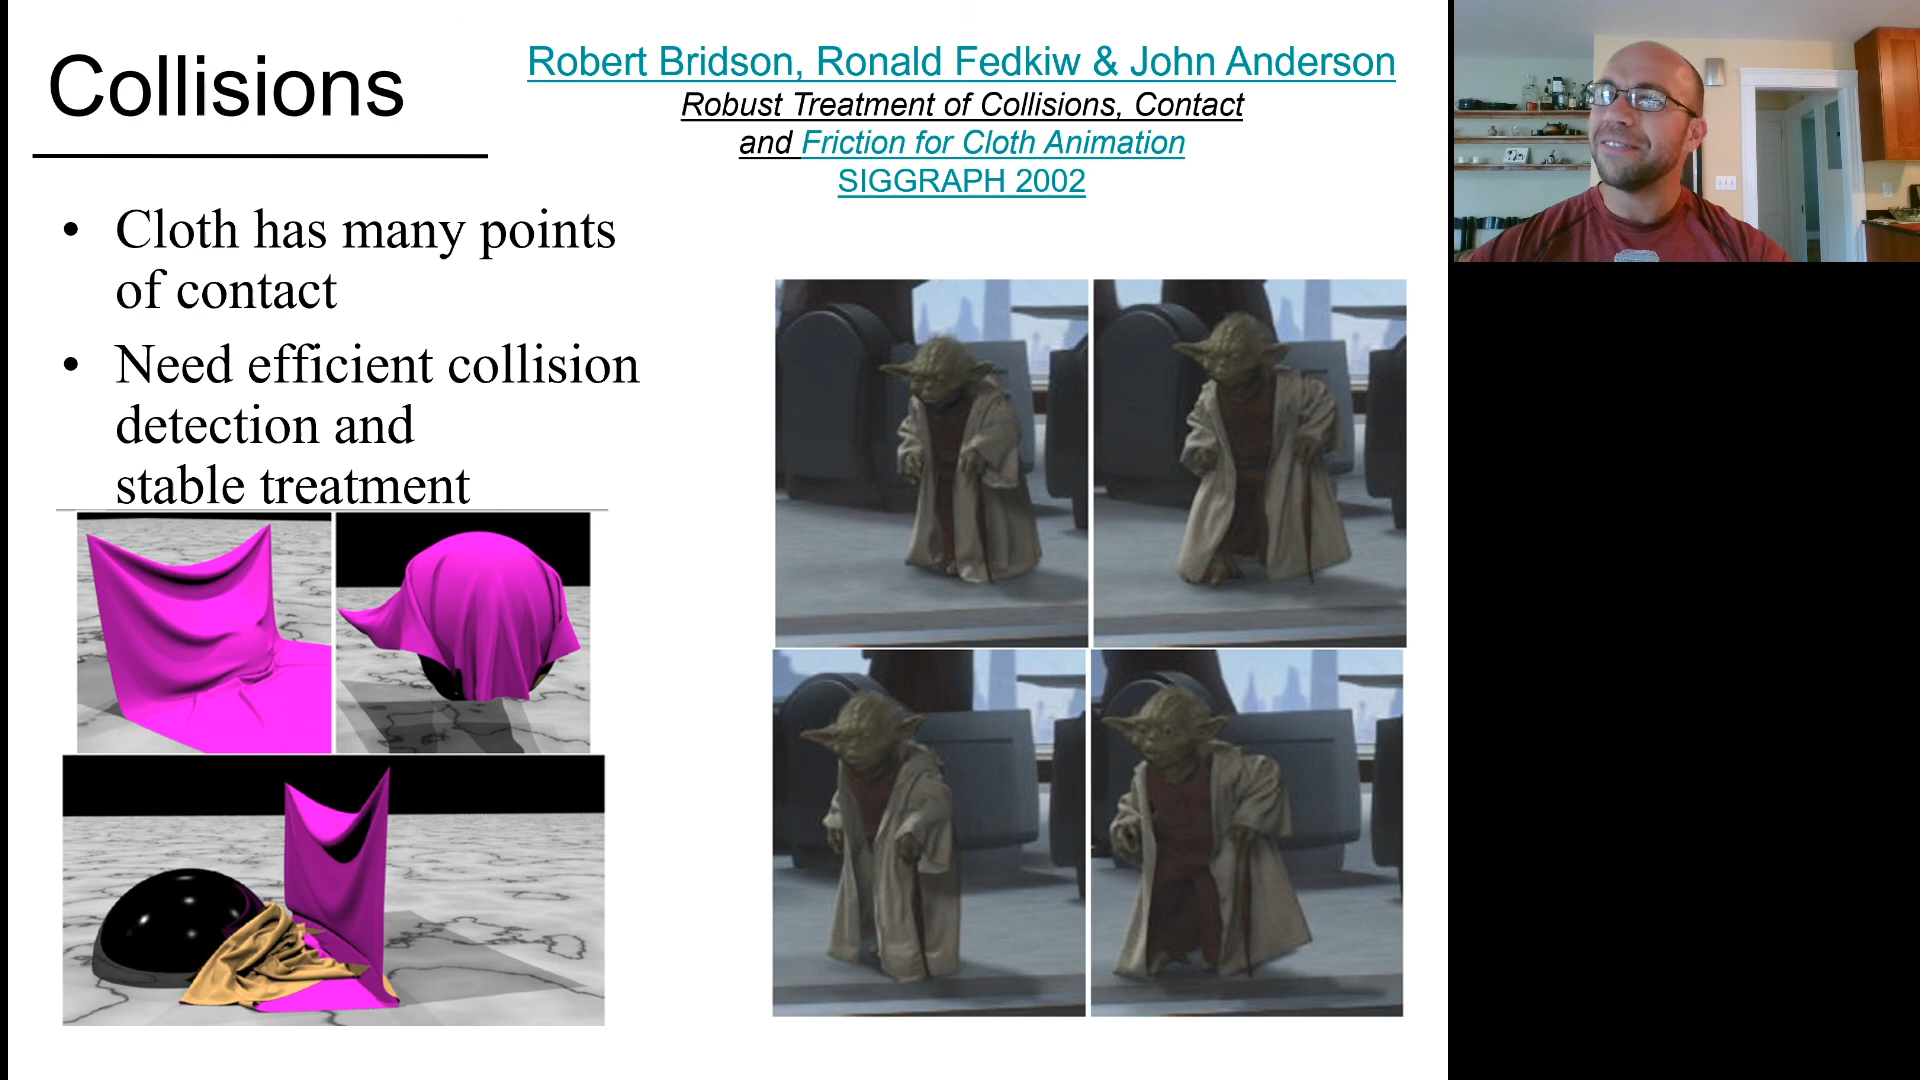 Collisions
Robert Bridson, Ronald Fedkiw & John Anderson
Robust Treatment of Collisions, Contact
and Friction for Cloth Animation
SIGGRAPH 2002
• Cloth has many points
of contact
• Need efficient collision
detection and
stable treatment